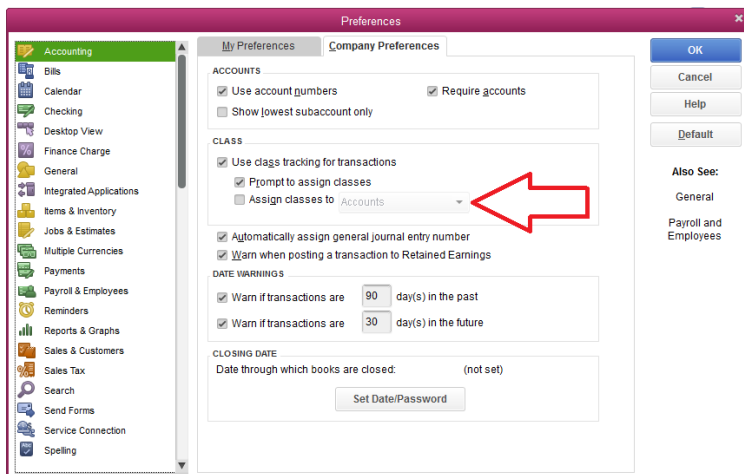 Preferences
Accounting
Bills
Calendar
Checking
Desktop View
Finance Charge
General
Integrated Applications
Items & Inventory
Jobs & Estimates
Multiple Currencies
Payments
Payroll & Employees
Reminders
Reports & Graphs
Sales & Customers
Sales Tax
Search
Send Forms
Service Connection
Spelling
My Preferences Company Preferences
ACCOUNTS
Use account numbers Require accounts
Show lowest subaccount only
CLASS
Use class tracking for transactions
Prompt to assign classes
Assign classes to Accounts
Automatically assign general journal entry number
Warn when posting a transaction to Retained Earnings
DATE WARNINGS
Warn if transactions are 90 day(s) in the past
Warn if transactions are 30 day(s) in the future
CLOSING DATE
Date through which books are closed: (not set)
Set Date/Password
OK
Cancel
Help
Default
Also See:
General
Payroll and
Employees